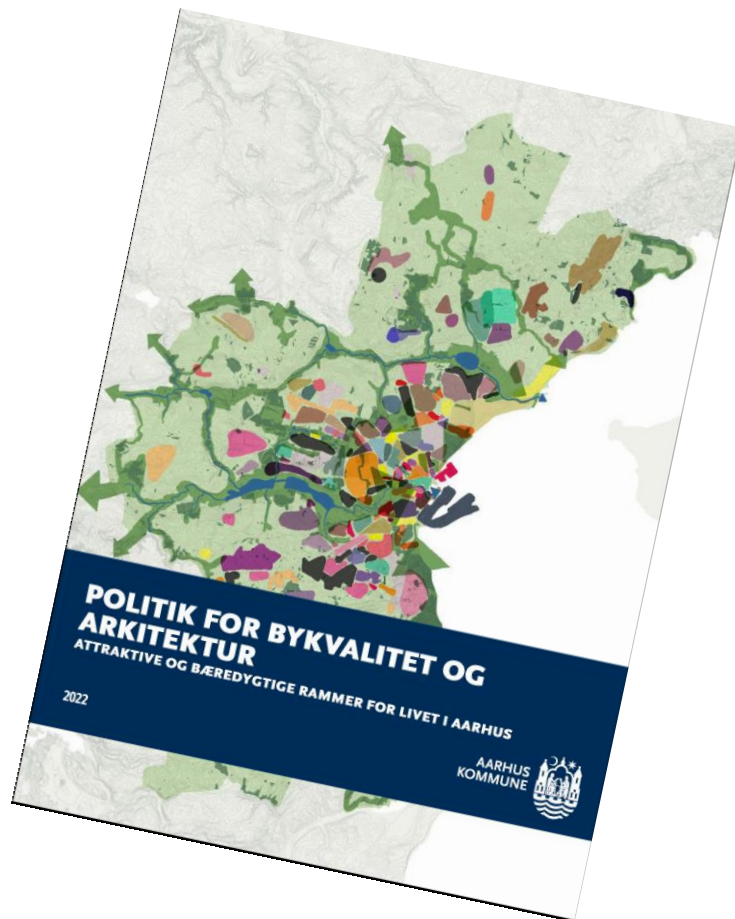 POLITIK FOR BYKVALITET OG
ARKITEKTUR
ATTRAKTIVE OG BÆREDYGTIGE RAMMER FOR LIVET I AARHUS
2022
AARHUS
KOMMUNE